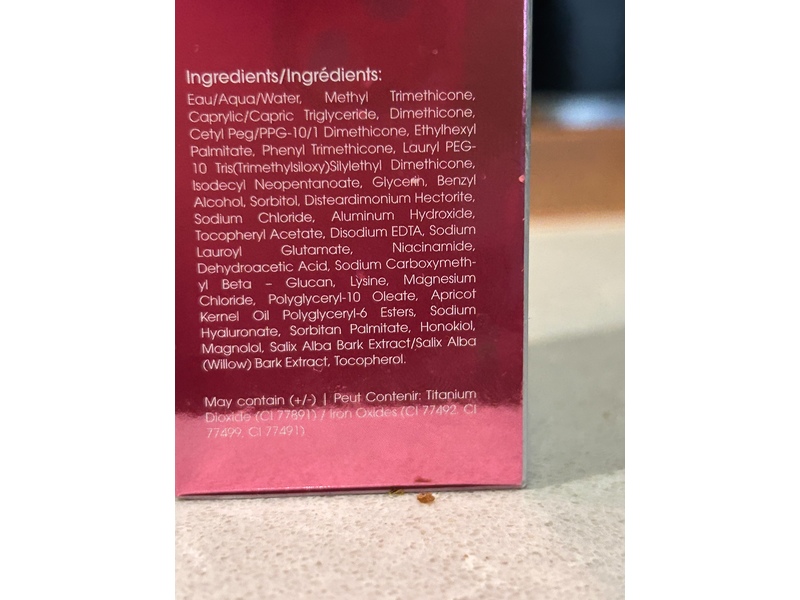 Ingredients/Ingrédients:
Eau/Aqua/Water, Methyl Trimethicone,
Caprylic/Capric Triglyceride, Dimethicone,
Cetyl Peg/PPG-10/1 Dimethicone, Ethylhexyl
Palmitate, Phenyl Trimethicone, Lauryl PEG-
10 Tris(Trimethylsiloxy)Silylethyl Dimethicone,
Isodecyl Neopentanoate, Glycerin, Benzyl
Alcohol, Sorbitol, Disteardimonium Hectorite,
Sodium Chloride, Aluminum Hydroxide,
Tocopheryl Acetate, Disodium EDTA, Sodium
Lauroyl Glutamate, Niacinamide,
Dehydroacetic Acid, Sodium Carboxymeth-
yl Beta – Glucan, Lysine, Magnesium
Chloride, Polyglyceryl-10 Oleate, Apricot
Kernel Oil Polyglyceryl-6 Esters, Sodium
Hyaluronate, Sorbitan Palmitate, Honokiol,
Magnolol, Salix Alba Bark Extract/Salix Alba
(Willow) Bark Extract, Tocopherol.
May contain (+/-) | Peut Contenir: Titanium
Dioxide (CI 77891) / Iron Oxides (CI 77492, CI
77499, CI 77491)